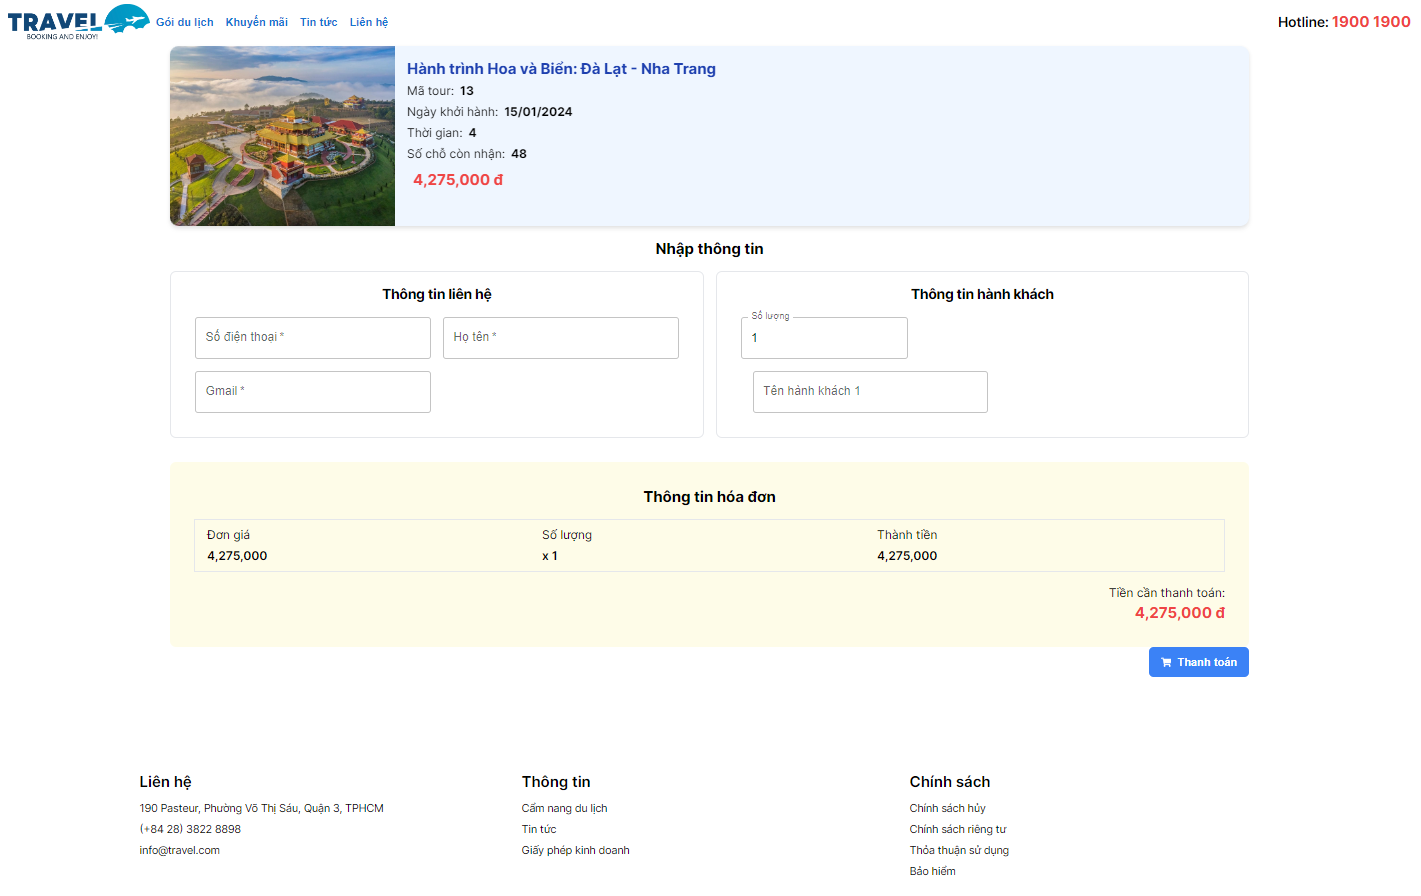 TRAVEL
BOOKING AND ENJOY!
Gói du lịch Khuyến mãi Tin tức Liên hệ
Hotline: 1900 1900
Hành trình Hoa và Biển: Đà Lạt - Nha Trang
Mã tour: 13
Ngày khởi hành: 15/01/2024
Thời gian: 4
Số chỗ còn nhận: 48
4,275,000 đ
Nhập thông tin
Thông tin liên hệ
Số điện thoại *
Họ tên *
Gmail *
Thông tin hành khách
Số lượng
1
Tên hành khách 1
Thông tin hóa đơn
Đơn giá Số lượng Thành tiền
4,275,000 x 1 4,275,000
Tiền cần thanh toán:
4,275,000 đ
Thanh toán
Liên hệ
190 Pasteur, Phường Võ Thị Sáu, Quận 3, TPHCM
(+84 28) 3822 8898
info@travel.com
Thông tin
Cẩm nang du lịch
Tin tức
Giấy phép kinh doanh
Chính sách
Chính sách hủy
Chính sách riêng tư
Thỏa thuận sử dụng
Bảo hiểm